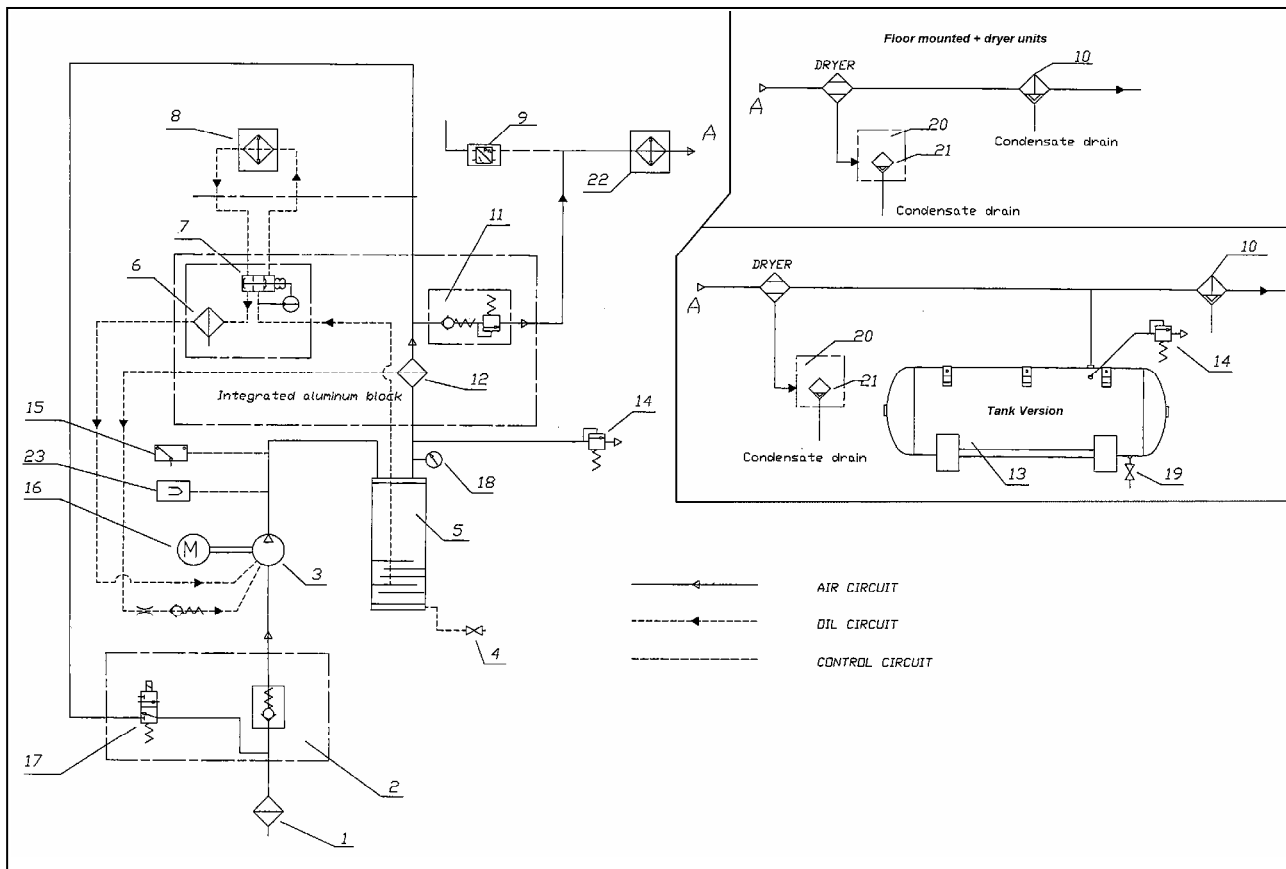 8
9
A
22
7
11
6
12
Integrated aluminum block
15
14
23
18
16
M
5
3
4
17
2
1
Floor mounted + dryer units
10
DRYER
A
20
21
Condensate drain
Condensate drain
10
DRYER
A
20
14
21
Tank Version
Condensate drain
13
19
AIR CIRCUIT
OIL CIRCUIT
CONTROL CIRCUIT